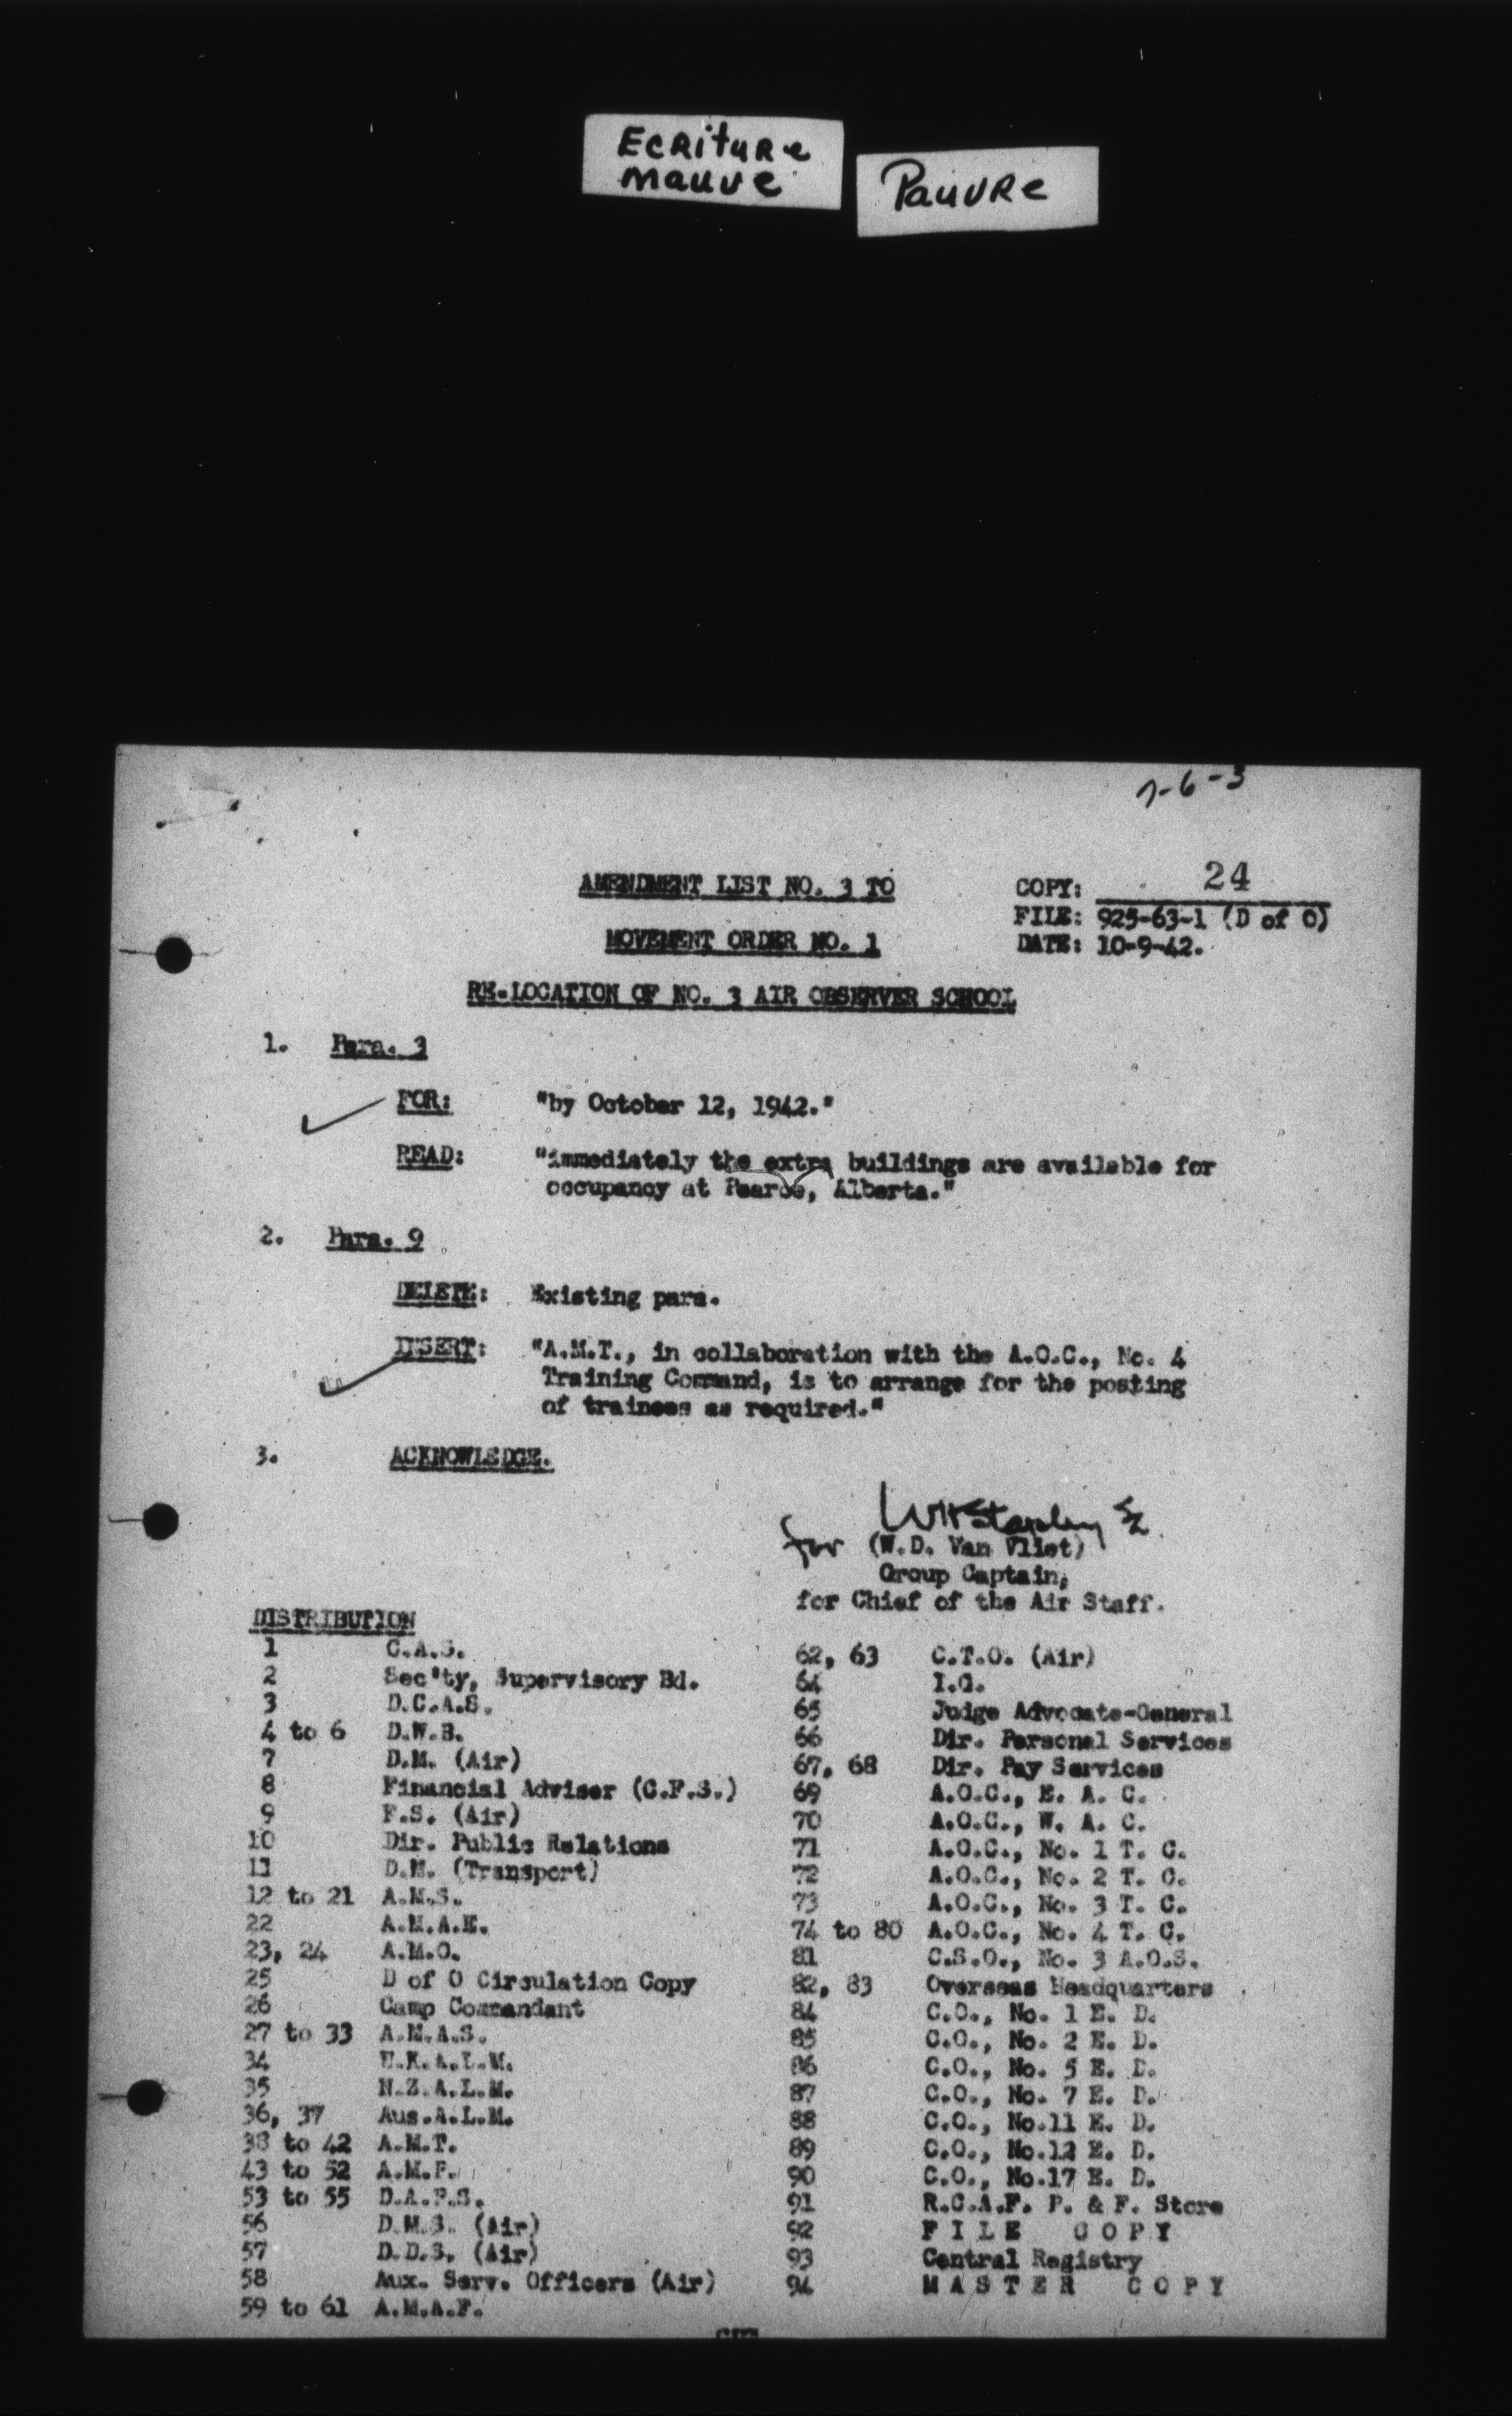 Ecriture
mauve
Pauvre
7-6-3
AMENDMENT LIST NO. 3 TO
MOVEMENT ORDER NO. 1
COPY: 24
FILE: 925-63-1 (D of O)
DATE: 10-9-42.
RE-LOCATION OF NO. 3 AIR OBSERVER SCHOOL
1. Para. 3
FOR: "by October 12, 1942."
READ: "immediately the extra buildings are available for
occupancy at Pearce, Alberta."
2. Para. 9
DELETE: Existing para.
INSERT: "A.M.T., in collaboration with the A.O.C., No. 4
Training Command, is to arrange for the posting
of trainees as required."
3. ACKNOWLEDGE.
for (W.D. Van Vliet)
Group Captain,
for Chief of the Air Staff.
DISTRIBUTION
1 C.A.S.
2 Sec'ty, Supervisory Bd.
3 D.C.A.S.
4 to 6 D.W.B.
7 D.M. (Air)
8 Financial Adviser (C.F.S.)
9 F.S. (Air)
10 Dir. Public Relations
11 D.M. (Transport)
12 to 21 A.M.S.
22 A.M.A.E.
23, 24 A.M.O.
25 D of O Circulation Copy
26 Camp Commandant
27 to 33 A.M.A.S.
34 U.K.A.L.M.
35 N.Z.A.L.M.
36, 37 Aus.A.L.M.
38 to 42 A.M.T.
43 to 52 A.M.P.
53 to 55 D.A.P.S.
56 D.M.S. (Air)
57 D.D.S. (Air)
58 Aux. Serv. Officers (Air)
59 to 61 A.M.A.F.
62, 63 C.T.O. (Air)
64 I.G.
65 Judge Advocate-General
66 Dir. Personal Services
67, 68 Dir. Pay Services
69 A.O.C., E. A. C.
70 A.O.C., W. A. C.
71 A.O.C., No. 1 T. C.
72 A.O.C., No. 2 T. C.
73 A.O.C., No. 3 T. C.
74 to 80 A.O.C., No. 4 T. C.
81 C.S.O., No. 3 A.O.S.
82, 83 Overseas Headquarters
84 C.O., No. 1 E. D.
85 C.O., No. 2 E. D.
86 C.O., No. 5 E. D.
87 C.O., No. 7 E. D.
88 C.O., No.11 E. D.
89 C.O., No.12 E. D.
90 C.O., No.17 E. D.
91 R.C.A.F. P. & F. Store
92 F I L E C O P Y
93 Central Registry
94 M A S T E R C O P Y